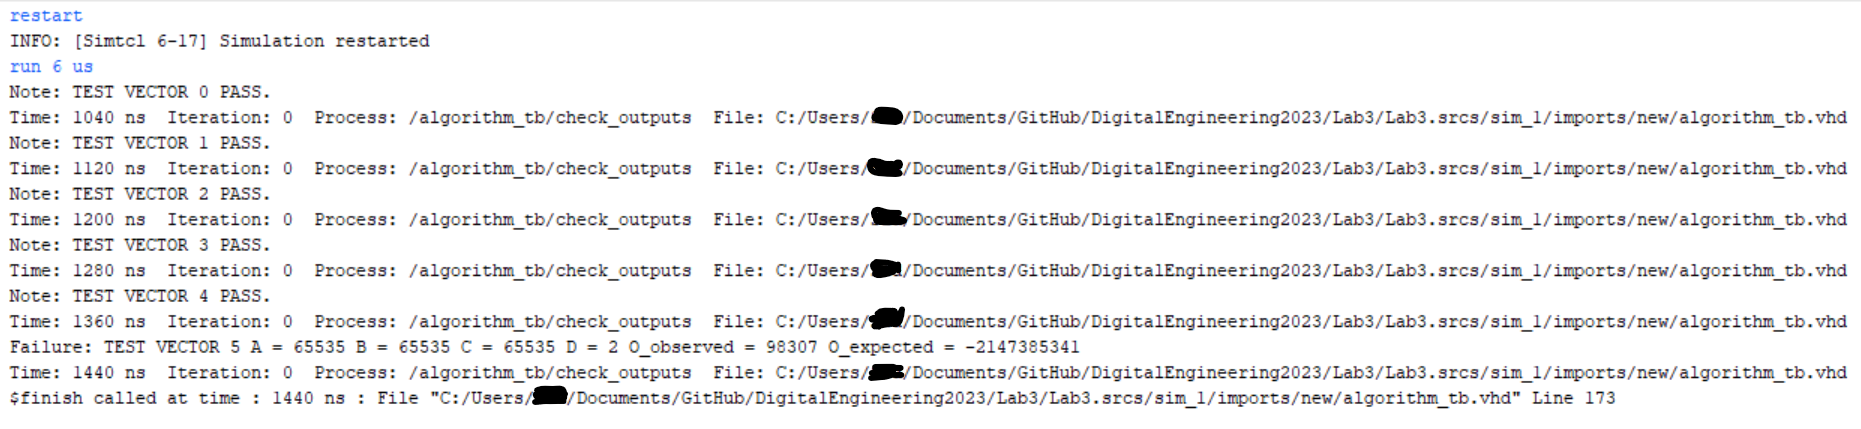 restart
INFO: [Simtcl 6-17] Simulation restarted
run 6 us
Note: TEST VECTOR 0 PASS.
Time: 1040 ns  Iteration: 0  Process: /algorithm_tb/check_outputs  File: C:/Users/ /Documents/GitHub/DigitalEngineering2023/Lab3/Lab3.srcs/sim_1/imports/new/algorithm_tb.vhd
Note: TEST VECTOR 1 PASS.
Time: 1120 ns  Iteration: 0  Process: /algorithm_tb/check_outputs  File: C:/Users/ /Documents/GitHub/DigitalEngineering2023/Lab3/Lab3.srcs/sim_1/imports/new/algorithm_tb.vhd
Note: TEST VECTOR 2 PASS.
Time: 1200 ns  Iteration: 0  Process: /algorithm_tb/check_outputs  File: C:/Users/ /Documents/GitHub/DigitalEngineering2023/Lab3/Lab3.srcs/sim_1/imports/new/algorithm_tb.vhd
Note: TEST VECTOR 3 PASS.
Time: 1280 ns  Iteration: 0  Process: /algorithm_tb/check_outputs  File: C:/Users/ /Documents/GitHub/DigitalEngineering2023/Lab3/Lab3.srcs/sim_1/imports/new/algorithm_tb.vhd
Note: TEST VECTOR 4 PASS.
Time: 1360 ns  Iteration: 0  Process: /algorithm_tb/check_outputs  File: C:/Users/ /Documents/GitHub/DigitalEngineering2023/Lab3/Lab3.srcs/sim_1/imports/new/algorithm_tb.vhd
Failure: TEST VECTOR 5 A = 65535 B = 65535 C = 65535 D = 2 O_observed = 98307 O_expected = -2147385341
Time: 1440 ns  Iteration: 0  Process: /algorithm_tb/check_outputs  File: C:/Users/ /Documents/GitHub/DigitalEngineering2023/Lab3/Lab3.srcs/sim_1/imports/new/algorithm_tb.vhd
$finish called at time : 1440 ns : File "C:/Users/ /Documents/GitHub/DigitalEngineering2023/Lab3/Lab3.srcs/sim_1/imports/new/algorithm_tb.vhd" Line 173